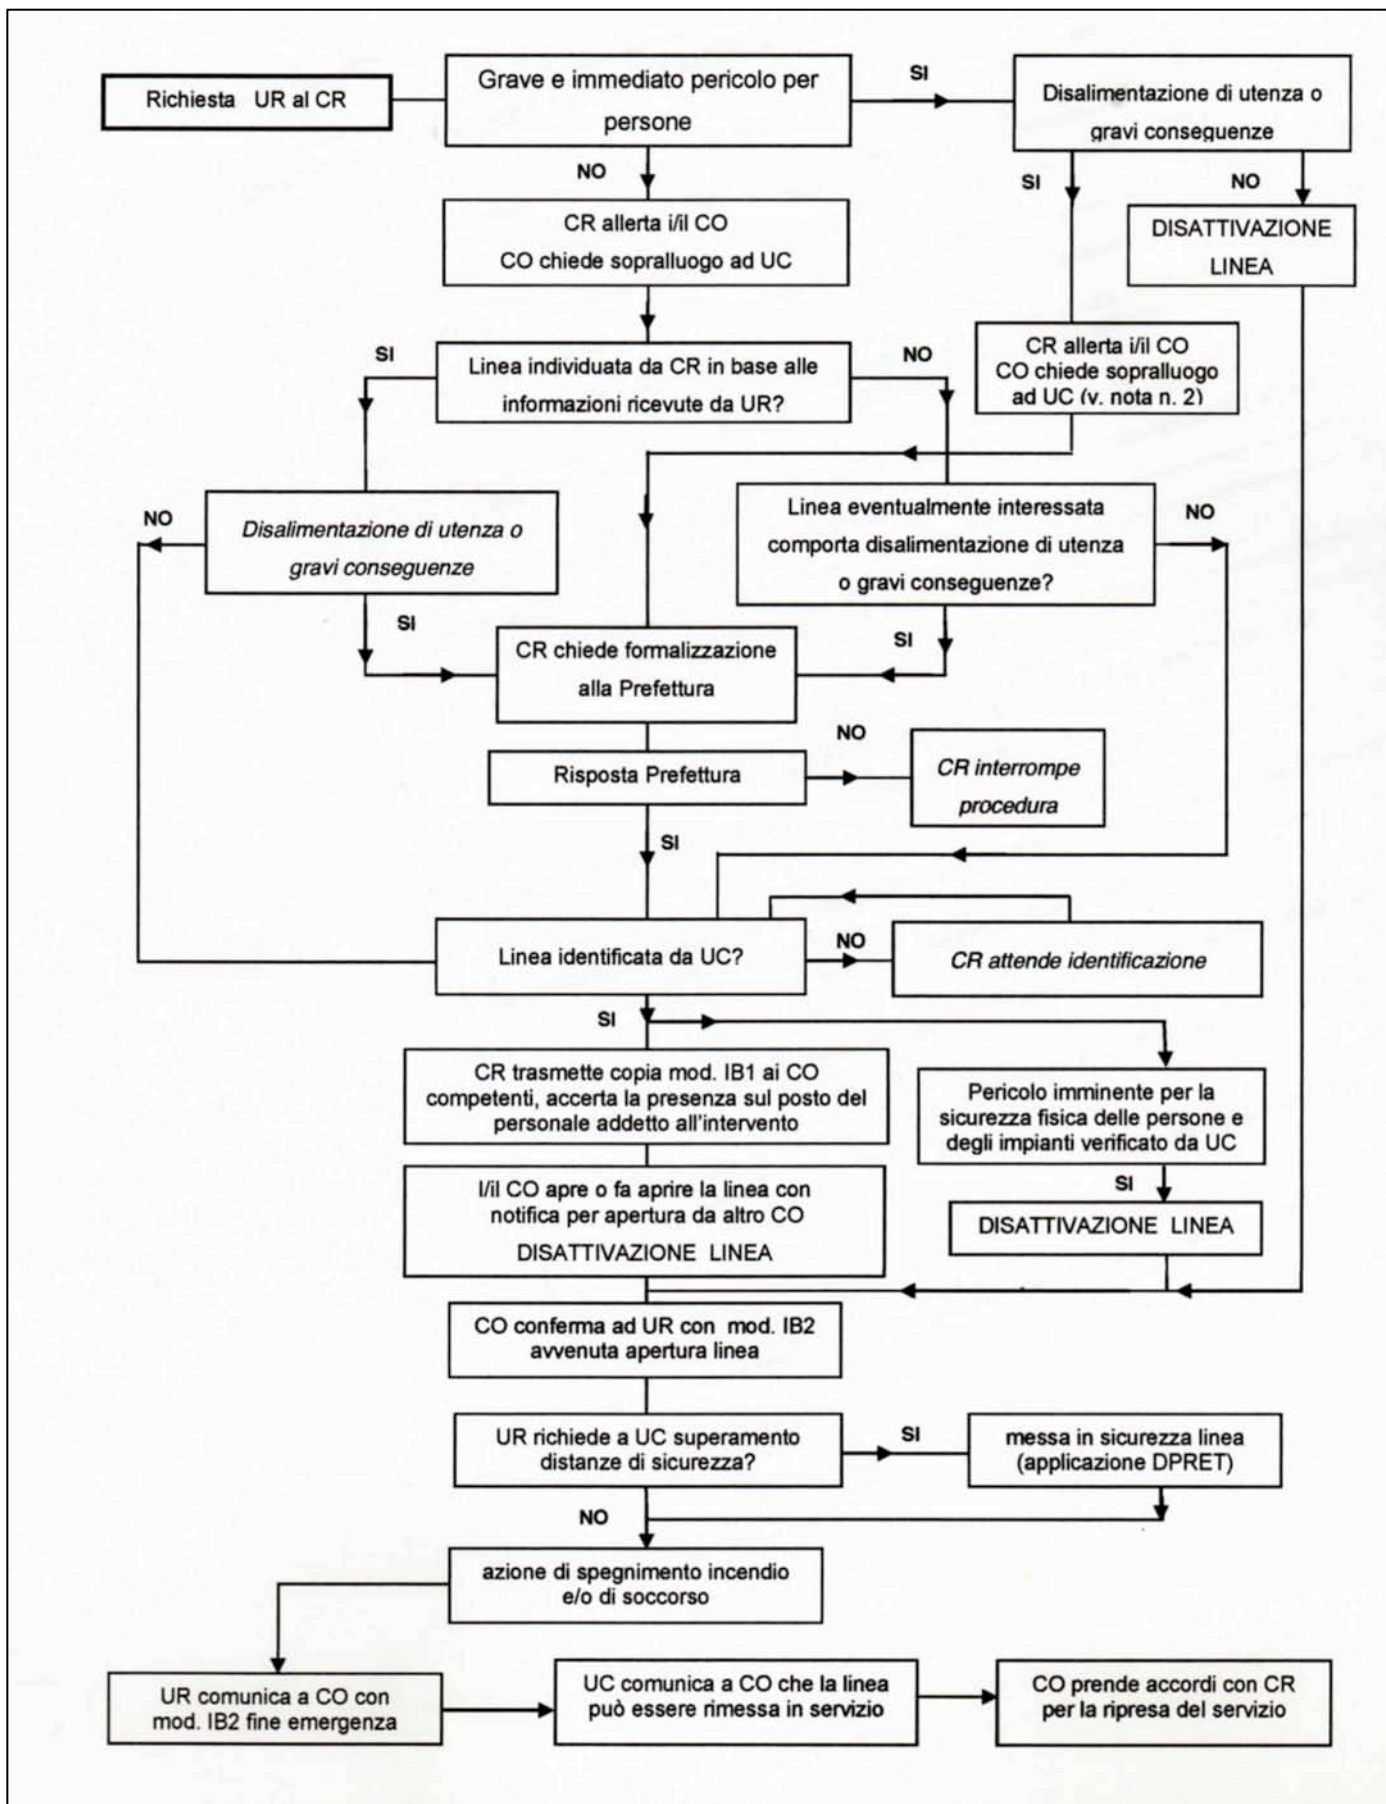 Richiesta UR al CR
Grave e immediato pericolo per
persone
SI
Disalimentazione di utenza o
gravi conseguenze
NO
SI
NO
CR allerta i/il CO
CO chiede sopralluogo ad UC
DISATTIVAZIONE
LINEA
SI
Linea individuata da CR in base alle
informazioni ricevute da UR?
NO
CR allerta i/il CO
CO chiede sopralluogo
ad UC (v. nota n. 2)
NO
Disalimentazione di utenza o
gravi conseguenze
Linea eventualmente interessata
comporta disalimentazione di utenza
o gravi conseguenze?
NO
SI
SI
CR chiede formalizzazione
alla Prefettura
Risposta Prefettura
NO
CR interrompe
procedura
SI
Linea identificata da UC?
NO
CR attende identificazione
SI
CR trasmette copia mod. IB1 ai CO
competenti, accerta la presenza sul posto del
personale addetto all'intervento
Pericolo imminente per la
sicurezza fisica delle persone e
degli impianti verificato da UC
I/il CO apre o fa aprire la linea con
notifica per apertura da altro CO
DISATTIVAZIONE LINEA
SI
DISATTIVAZIONE LINEA
CO conferma ad UR con mod. IB2
avvenuta apertura linea
UR richiede a UC superamento
distanze di sicurezza?
SI
messa in sicurezza linea
(applicazione DPRET)
NO
azione di spegnimento incendio
e/o di soccorso
UR comunica a CO con
mod. IB2 fine emergenza
UC comunica a CO che la linea
può essere rimessa in servizio
CO prende accordi con CR
per la ripresa del servizio